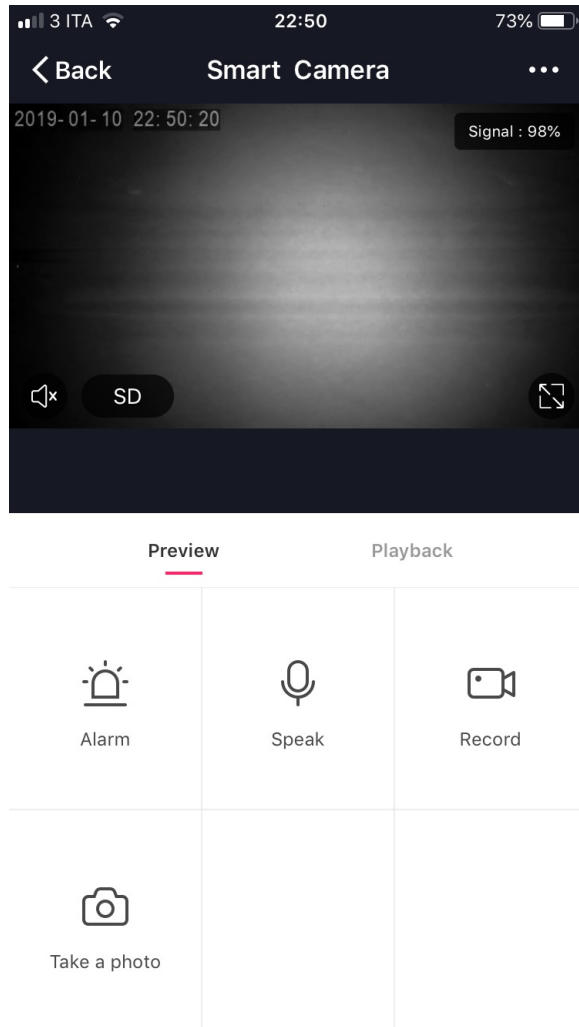 3 ITA 22:50 73%
Back Smart Camera
2019-01-10 22:50:20
Signal : 98%
SD
Preview Playback
Alarm Speak Record
Take a photo